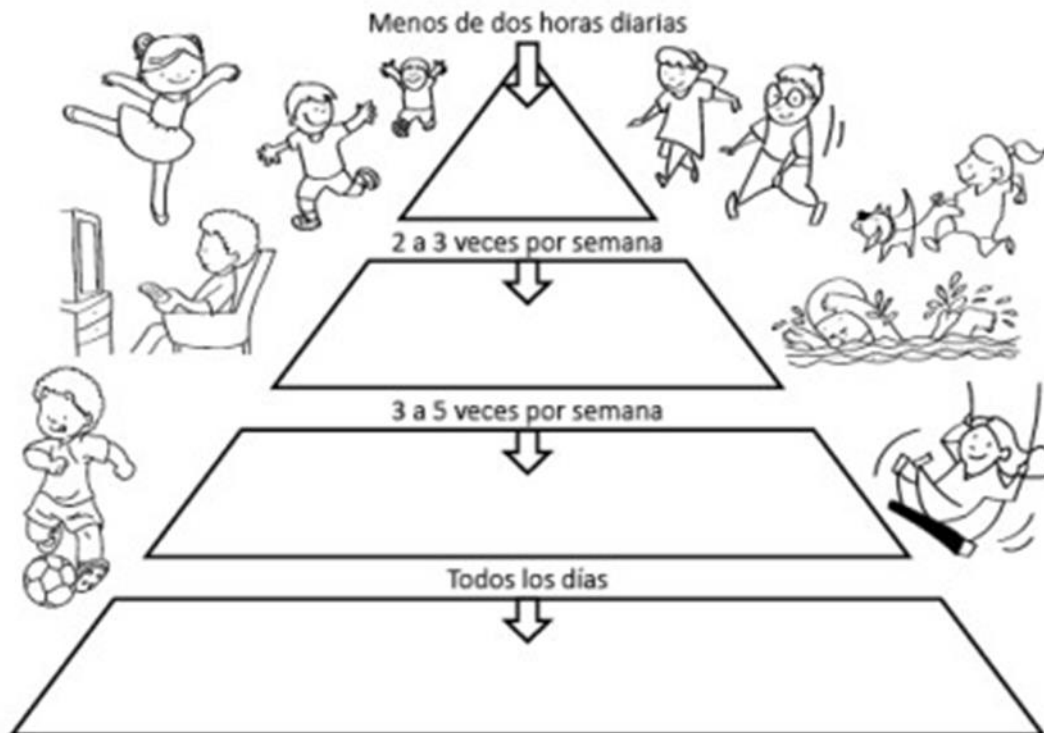 Menos de dos horas diarias
2 a 3 veces por semana
3 a 5 veces por semana
Todos los días